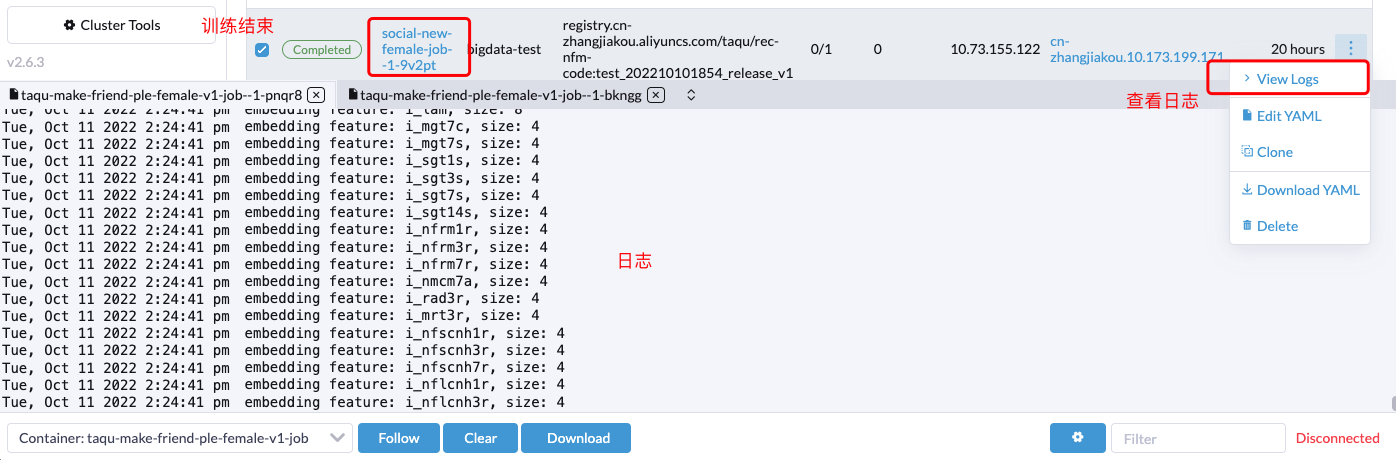 Cluster Tools
训练结束
v2.6.3
Completed
social-new-
female-job-
-1-9v2pt
bigdata-test
registry.cn-
zhangjiakou.aliyuncs.com/taqu/rec-
nfm-
code:test_202210101854_release_v1
0/1
0
10.73.155.122
cn-
zhangjiakou.10.173.199.171
20 hours
View Logs
查看日志
Edit YAML
Clone
Download YAML
Delete
taqu-make-friend-ple-female-v1-job--1-pnqr8
taqu-make-friend-ple-female-v1-job--1-bkngg
Tue, Oct 11 2022 2:24:41 pm embedding feature: i_tam, size: 8
Tue, Oct 11 2022 2:24:41 pm embedding feature: i_mgt7c, size: 4
Tue, Oct 11 2022 2:24:41 pm embedding feature: i_mgt7s, size: 4
Tue, Oct 11 2022 2:24:41 pm embedding feature: i_sgt1s, size: 4
Tue, Oct 11 2022 2:24:41 pm embedding feature: i_sgt3s, size: 4
Tue, Oct 11 2022 2:24:41 pm embedding feature: i_sgt7s, size: 4
Tue, Oct 11 2022 2:24:41 pm embedding feature: i_sgt14s, size: 4
Tue, Oct 11 2022 2:24:41 pm embedding feature: i_nfrm1r, size: 4
Tue, Oct 11 2022 2:24:41 pm embedding feature: i_nfrm3r, size: 4
Tue, Oct 11 2022 2:24:41 pm embedding feature: i_nfrm7r, size: 4
Tue, Oct 11 2022 2:24:41 pm embedding feature: i_nmcm7a, size: 4
Tue, Oct 11 2022 2:24:41 pm embedding feature: i_rad3r, size: 4
Tue, Oct 11 2022 2:24:41 pm embedding feature: i_mrt3r, size: 4
Tue, Oct 11 2022 2:24:41 pm embedding feature: i_nfscnh1r, size: 4
Tue, Oct 11 2022 2:24:41 pm embedding feature: i_nfscnh3r, size: 4
Tue, Oct 11 2022 2:24:41 pm embedding feature: i_nfscnh7r, size: 4
Tue, Oct 11 2022 2:24:41 pm embedding feature: i_nflcnh1r, size: 4
Tue, Oct 11 2022 2:24:41 pm embedding feature: i_nflcnh3r, size: 4
日志
Container: taqu-make-friend-ple-female-v1-job
Follow
Clear
Download
Filter
Disconnected